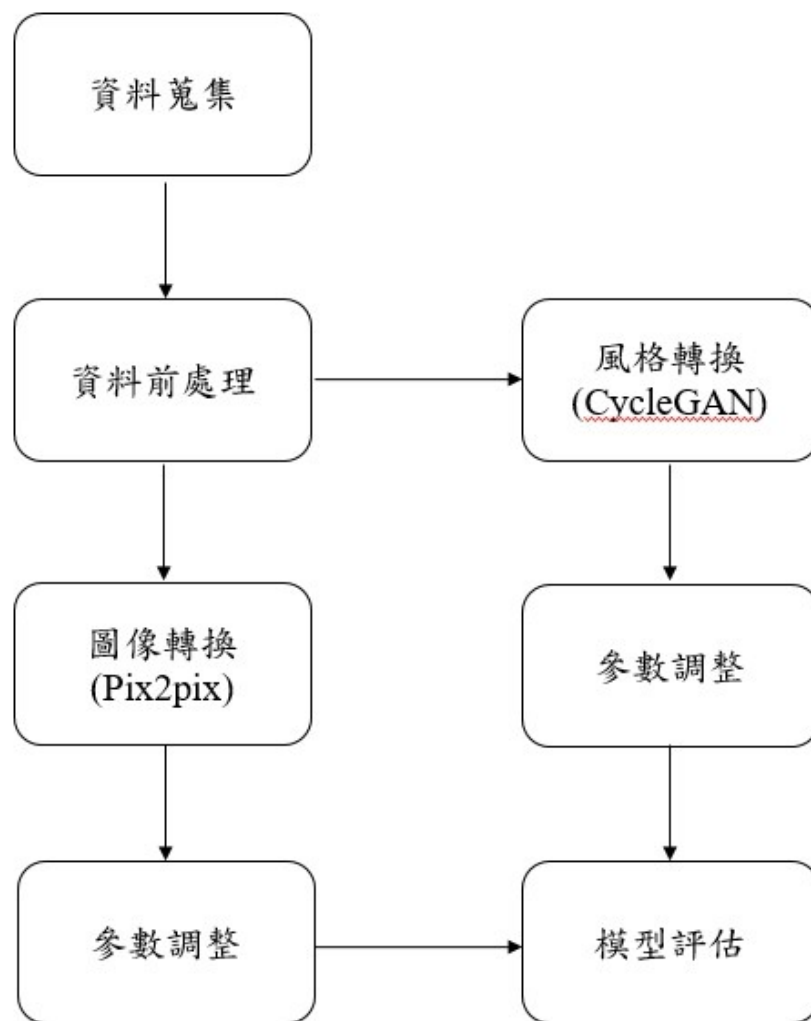 資料蒐集
資料前處理
風格轉換
(CycleGAN)
圖像轉換
(Pix2pix)
參數調整
參數調整
模型評估